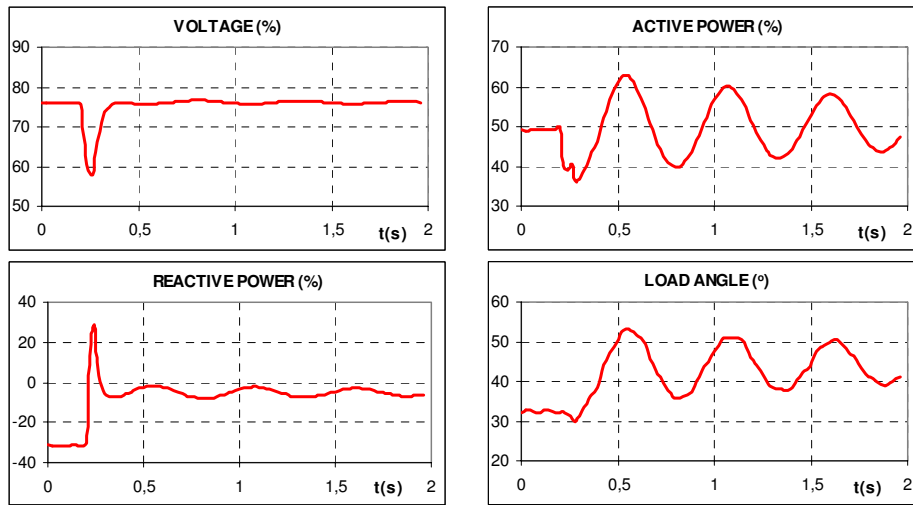 VOLTAGE (%)
90
80
70
60
50
0 0,5 1 1,5 2
t(s)
ACTIVE POWER (%)
70
60
50
40
30
0 0,5 1 1,5 2
t(s)
REACTIVE POWER (%)
40
20
0
-20
-40
0 0,5 1 1,5 2
t(s)
LOAD ANGLE (º)
60
50
40
30
20
0 0,5 1 1,5 2
t(s)